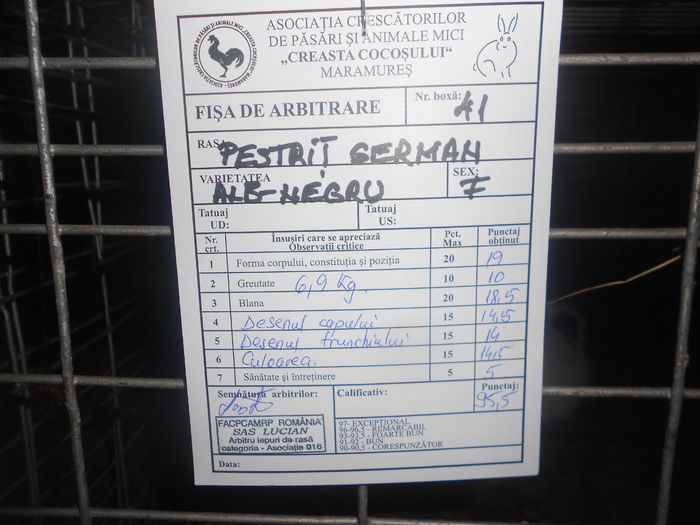 ASOCIAȚIA CRESCĂTORILOR
DE PĂSĂRI ȘI ANIMALE MICI
„CREASTA COCOȘULUI“
MARAMUREȘ
FIȘA DE ARBITRARE
Nr. boxă: 41
RASA PESTRIȚ GERMAN
VARIETATEA ALB-NEGRU
SEX: F
Tatuaj UD:
Tatuaj US:
Nr. crt. Însușiri care se apreciază Observații critice Pct. Max Punctaj obținut
1 Forma corpului, constituția și poziția 20 19
2 Greutate 6,9 kg. 10 10
3 Blana 20 18,5
4 Desenul capului 15 14,5
5 Desenul trunchiului 15 14
6 Culoarea. 15 14,5
7 Sănătate și întreținere 5 5
Semnătură arbitrilor:
Calificativ:
Punctaj: 95,5
FACPCAMRP ROMÂNIA
SAS LUCIAN
Arbitru iepuri de rasă
categoria - Asociație 916
97- EXCEPȚIONAL
96-96,5 - REMARCABIL
93-93,5 - FOARTE BUN
91-92 - BUN
90-90,5 - CORESPUNZĂTOR
Data: